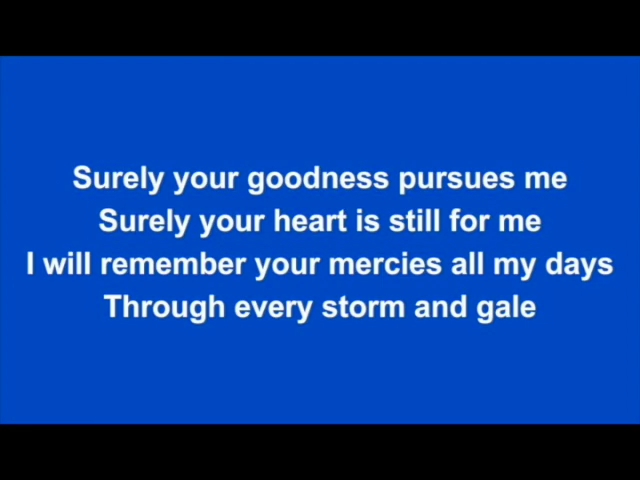 Surely your goodness pursues me
Surely your heart is still for me
I will remember your mercies all my days
Through every storm and gale